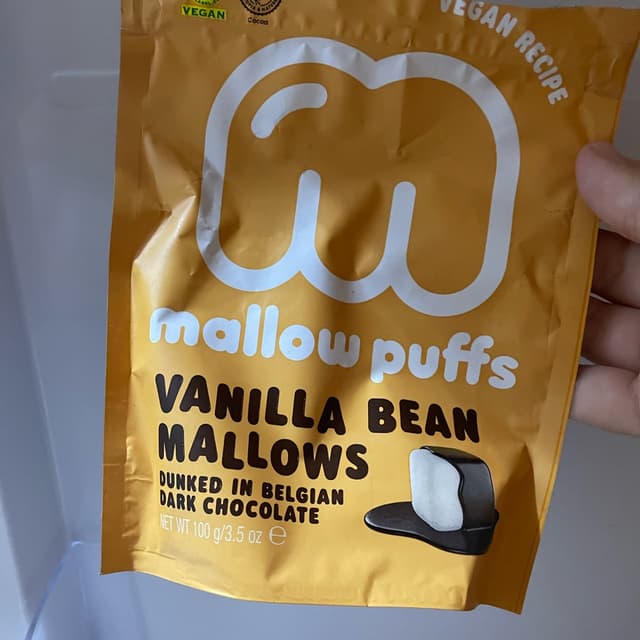 VEGAN
Cocoa
VEGAN RECIPE
mallow puffs
VANILLA BEAN
MALLOWS
DUNKED IN BELGIAN
DARK CHOCOLATE
NET WT 100 g/3.5 oz ℮